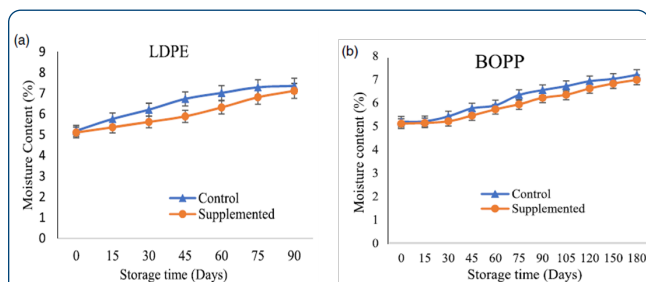 (a)
LDPE
Moisture Content (%)
9
8
7
6
5
4
3
2
1
0
0 15 30 45 60 75 90
Storage time (Days)
Control
Supplemented
(b)
BOPP
Moisture content (%)
8
7
6
5
4
3
2
1
0
0 15 30 45 60 75 90 105 120 150 180
Storage time (Days)
Control
Supplemented